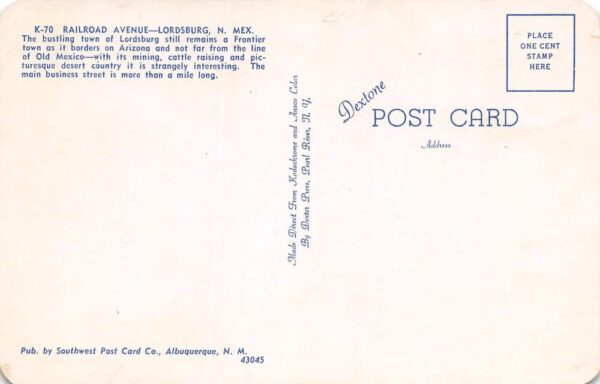 K-70 RAILROAD AVENUE—LORDSBURG, N. MEX.
The bustling town of Lordsburg still remains a Frontier
town as it borders on Arizona and not far from the line
of Old Mexico—with its mining, cattle raising and pic-
turesque desert country it is strangely interesting. The
main business street is more than a mile long.
Pub. by Southwest Post Card Co., Albuquerque, N. M.
43045
Made Direct From Kodachrome and Ansco Color
By Dexter Press, Pearl River, N. Y.
Dextone
POST CARD
Address
PLACE
ONE CENT
STAMP
HERE